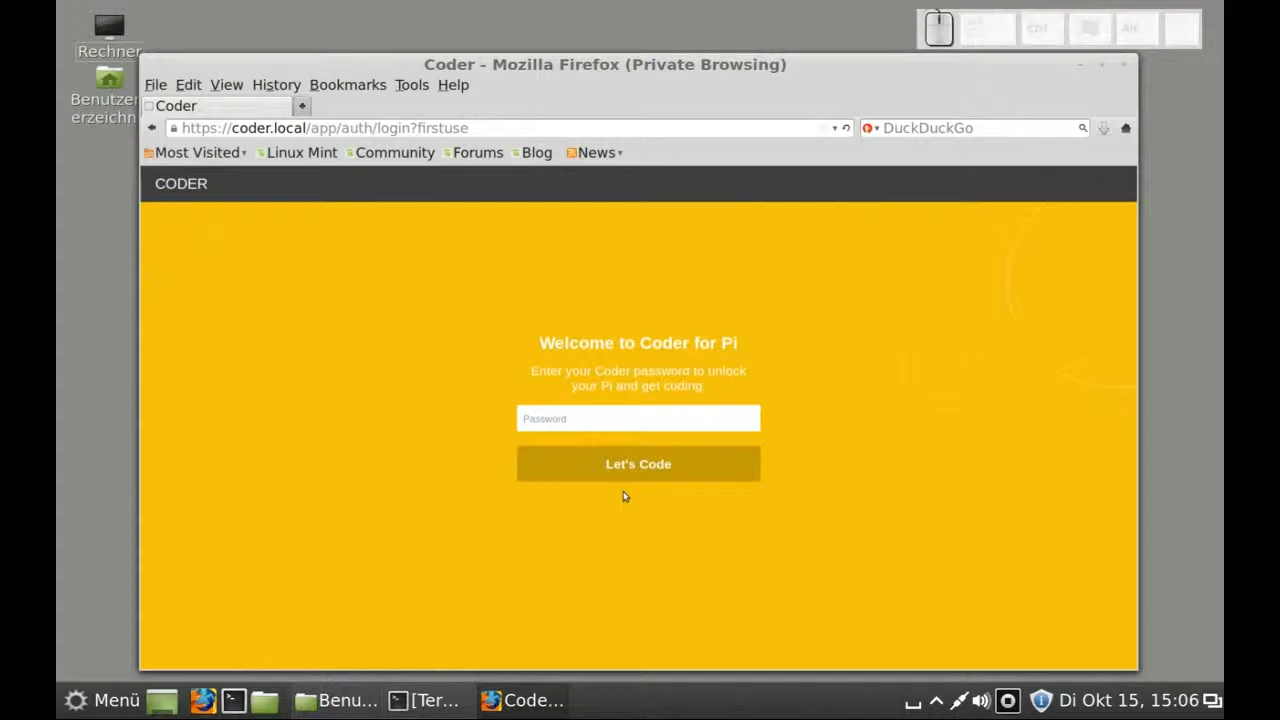 Rechner
Benutzer
erzeichn
Ctrl
Alt
Coder - Mozilla Firefox (Private Browsing)
File Edit View History Bookmarks Tools Help
Coder
https://coder.local/app/auth/login?firstuse
DuckDuckGo
Most Visited Linux Mint Community Forums Blog News
CODER
Welcome to Coder for Pi
Enter your Coder password to unlock
your Pi and get coding
Password
Let's Code
Menü
Benu...
[Ter...
Code...
Di Okt 15, 15:06